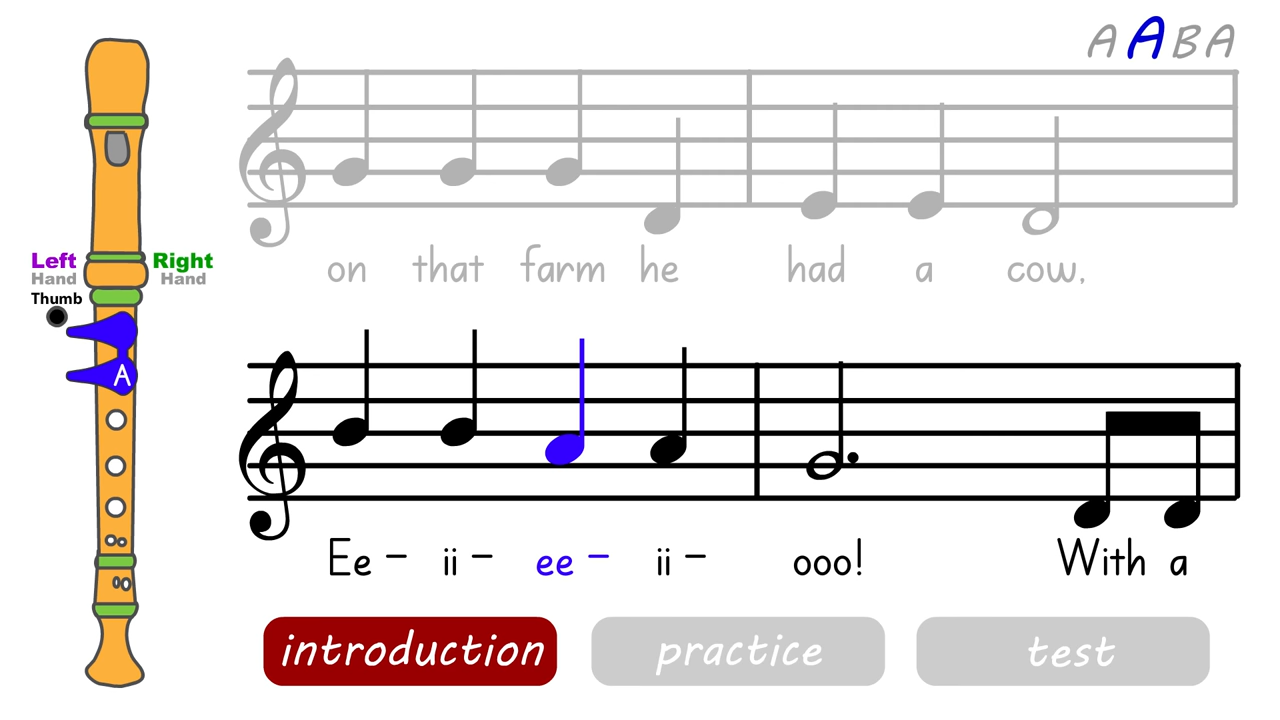 A A B A
Left
Hand
Right
Hand
Thumb
A
on that farm he had a cow,
Ee – ii – ee – ii – ooo! With a
introduction
practice
test